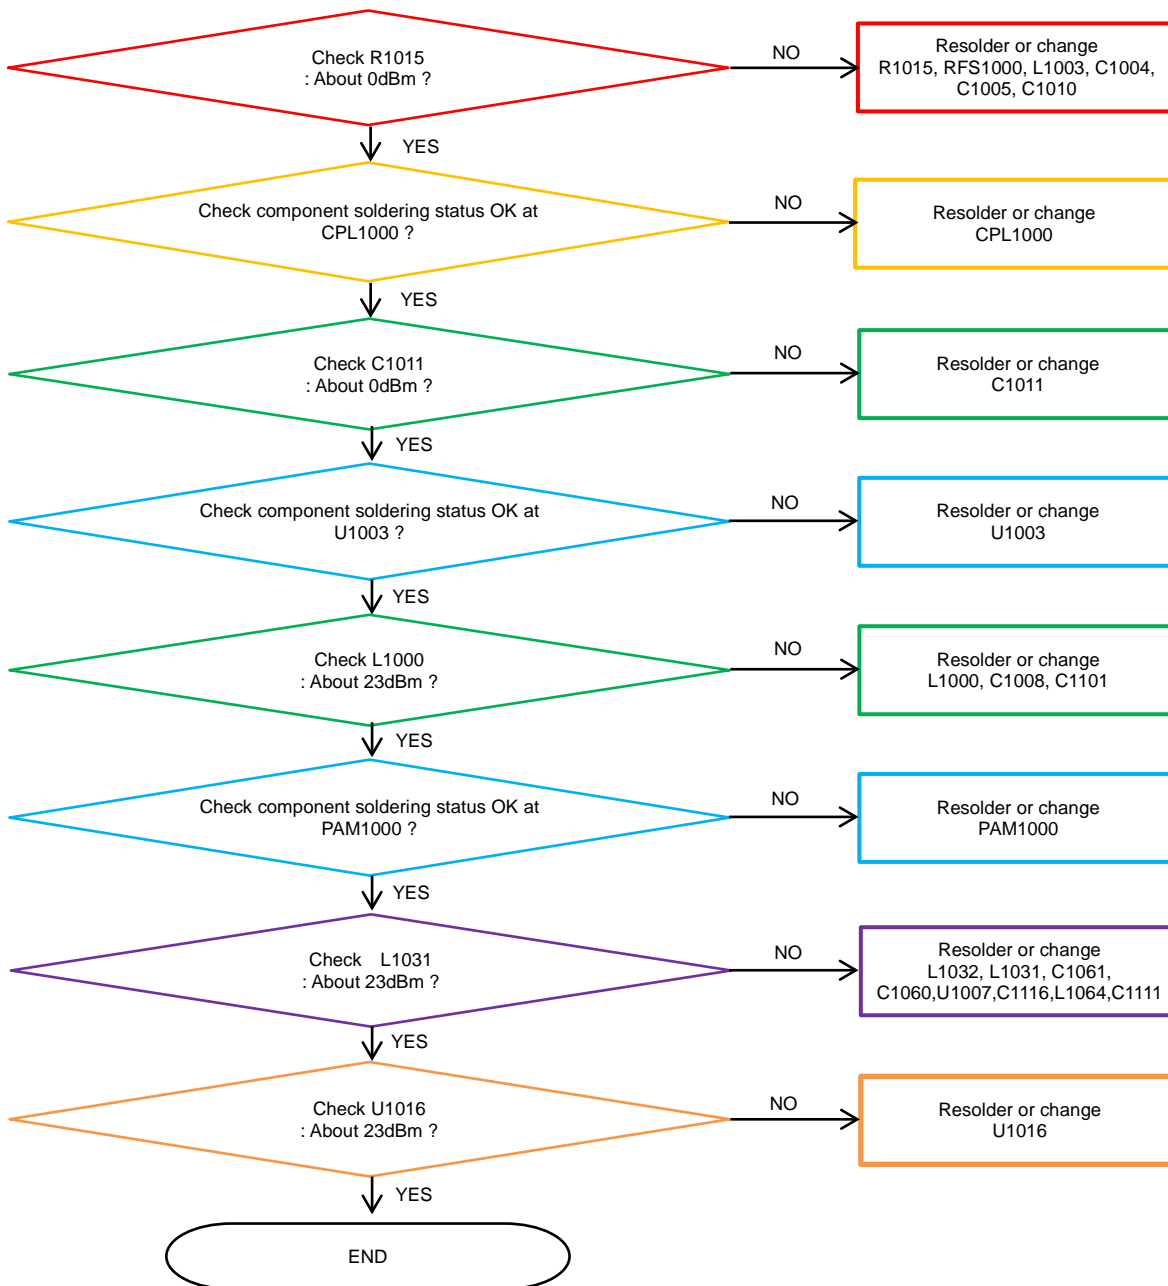 Check R1015
: About 0dBm ?
NO
Resolder or change
R1015, RFS1000, L1003, C1004,
C1005, C1010
YES
Check component soldering status OK at
CPL1000 ?
NO
Resolder or change
CPL1000
YES
Check C1011
: About 0dBm ?
NO
Resolder or change
C1011
YES
Check component soldering status OK at
U1003 ?
NO
Resolder or change
U1003
YES
Check L1000
: About 23dBm ?
NO
Resolder or change
L1000, C1008, C1101
YES
Check component soldering status OK at
PAM1000 ?
NO
Resolder or change
PAM1000
YES
Check L1031
: About 23dBm ?
NO
Resolder or change
L1032, L1031, C1061,
C1060,U1007,C1116,L1064,C1111
YES
Check U1016
: About 23dBm ?
NO
Resolder or change
U1016
YES
END